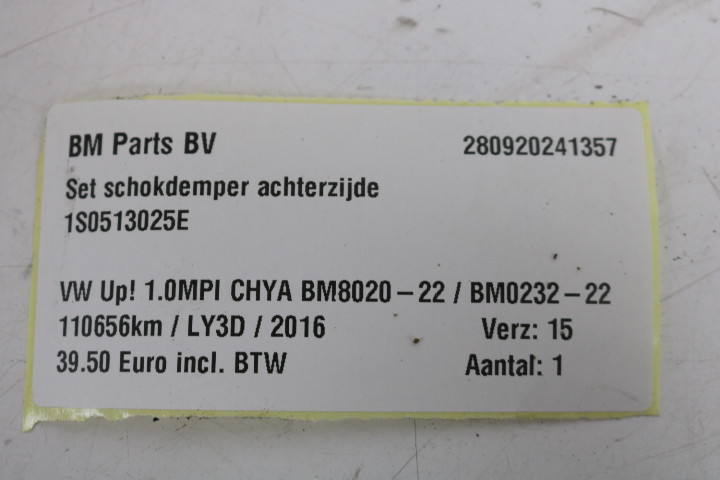 BM Parts BV 280920241357
Set schokdemper achterzijde
1S0513025E
VW Up! 1.0MPI CHYA BM8020-22 / BM0232-22
110656km / LY3D / 2016 Verz: 15
39.50 Euro incl. BTW Aantal: 1